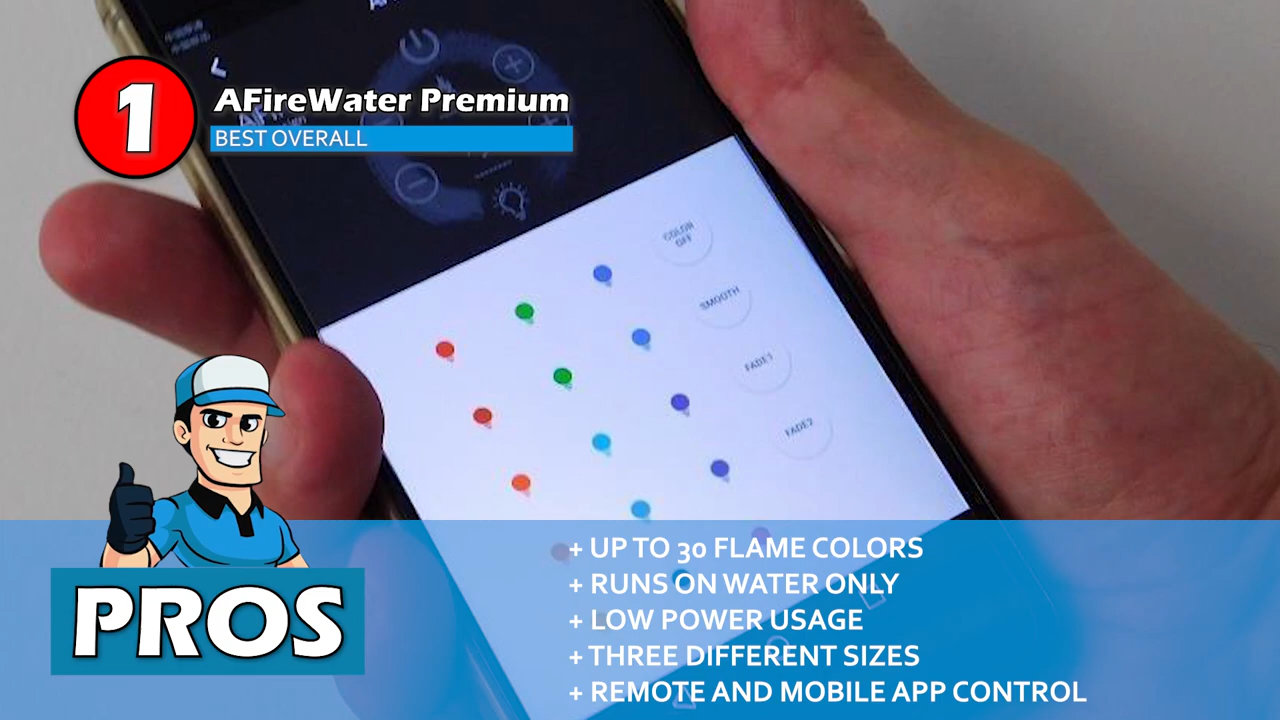 1
AFireWater Premium
BEST OVERALL
COLOR
OFF
SMOOTH
FADE1
FADE2
PROS
+ UP TO 30 FLAME COLORS
+ RUNS ON WATER ONLY
+ LOW POWER USAGE
+ THREE DIFFERENT SIZES
+ REMOTE AND MOBILE APP CONTROL